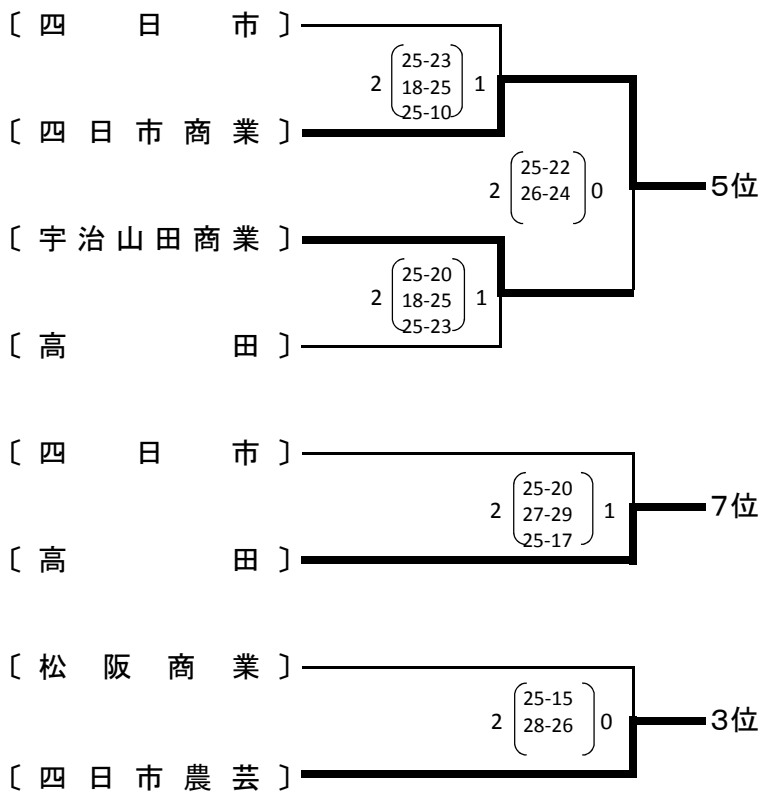 〔 四 日 市 〕
25-23
2 18-25 1
25-10
〔 四 日 市 商 業 〕
25-22
2 26-24 0
5位
〔 宇 治 山 田 商 業 〕
25-20
2 18-25 1
25-23
〔 高 田 〕
〔 四 日 市 〕
25-20
2 27-29 1
25-17
7位
〔 高 田 〕
〔 松 阪 商 業 〕
25-15
2 28-26 0
3位
〔 四 日 市 農 芸 〕